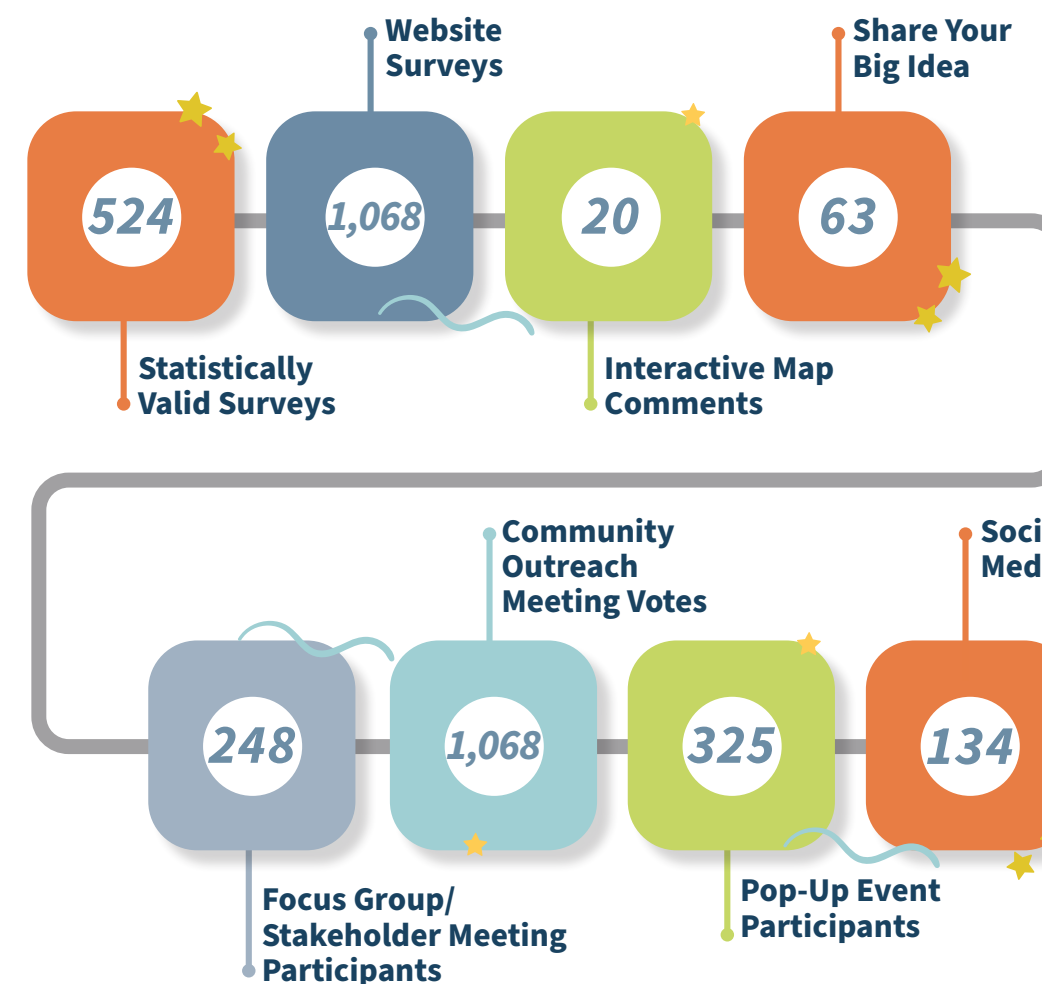 Website
Surveys
Share Your
Big Idea
524
1,068
20
63
Statistically
Valid Surveys
Interactive Map
Comments
Community
Outreach
Meeting Votes
248
1,068
325
134
Focus Group/
Stakeholder Meeting
Participants
Pop-Up Event
Participants